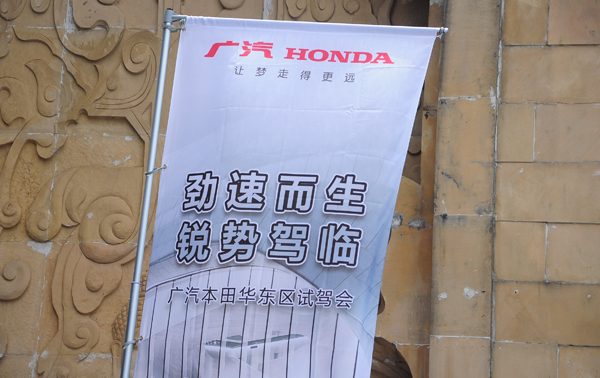 广汽 HONDA
让梦走得更远
劲速而生
锐势驾临
广汽本田华东区试驾会